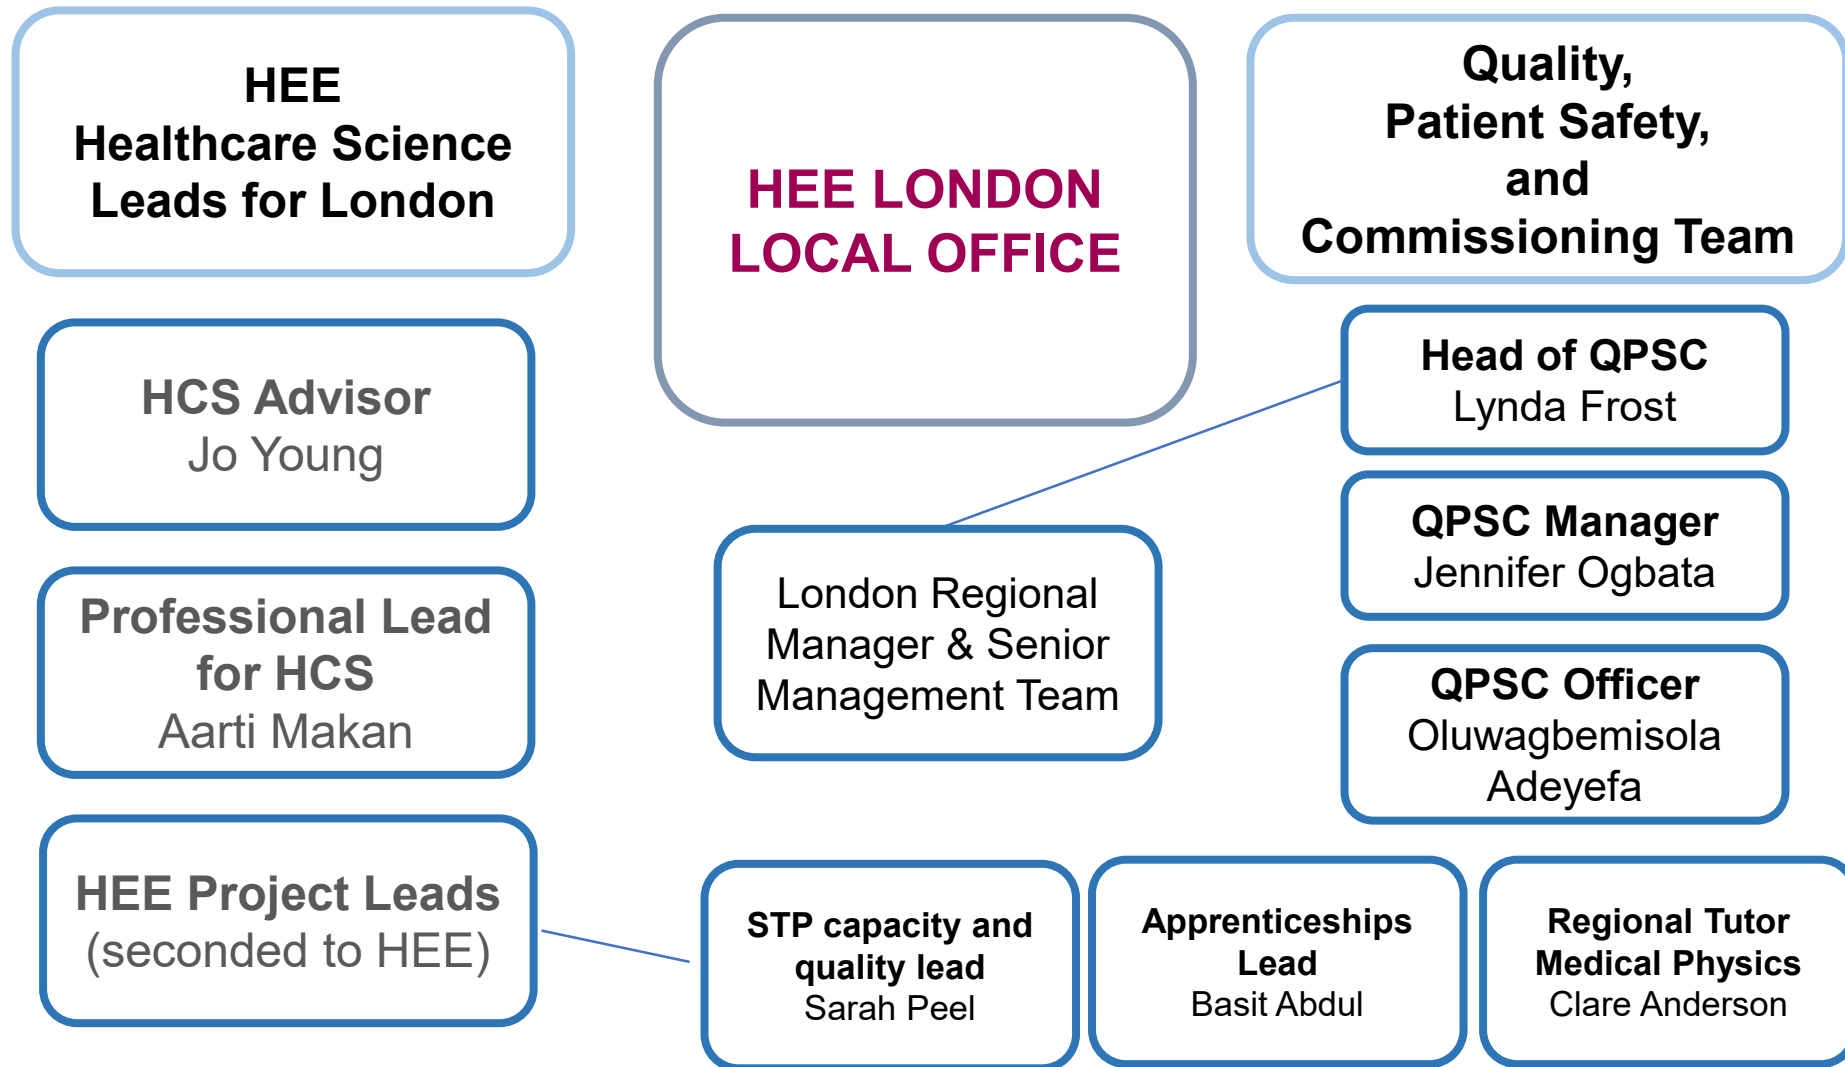 HEE
Healthcare Science
Leads for London
HCS Advisor
Jo Young
Professional Lead
for HCS
Aarti Makan
HEE Project Leads
(seconded to HEE)
HEE LONDON
LOCAL OFFICE
London Regional
Manager & Senior
Management Team
Quality,
Patient Safety,
and
Commissioning Team
Head of QPSC
Lynda Frost
QPSC Manager
Jennifer Ogbata
QPSC Officer
Oluwagbemisola
Adeyefa
STP capacity and
quality lead
Sarah Peel
Apprenticeships
Lead
Basit Abdul
Regional Tutor
Medical Physics
Clare Anderson